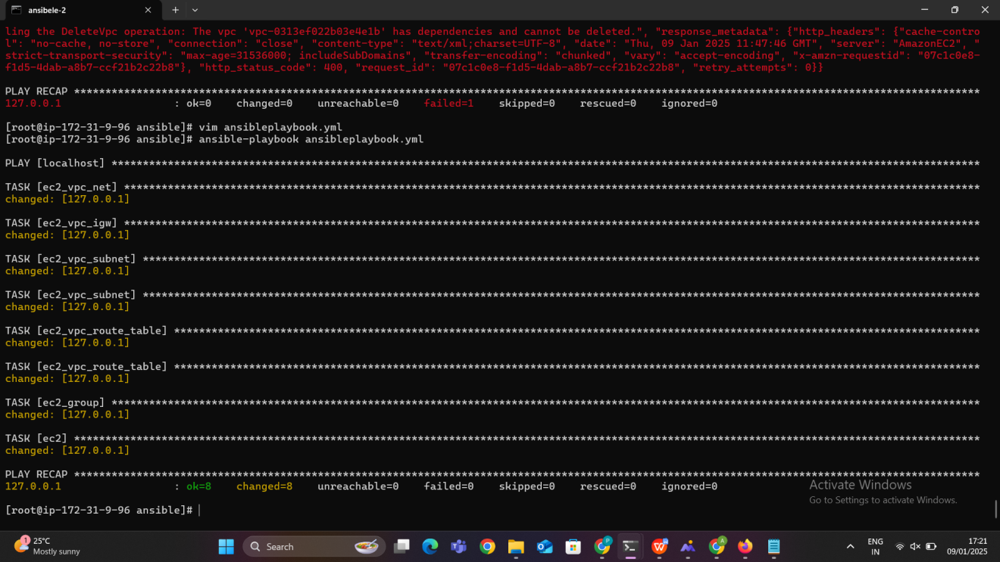 ansibele-2
ling the DeleteVpc operation: The vpc 'vpc-0313ef022b03e4e1b' has dependencies and cannot be deleted.", "response_metadata": {"http_headers": {"cache-contro
l": "no-cache, no-store", "connection": "close", "content-type": "text/xml;charset=UTF-8", "date": "Thu, 09 Jan 2025 11:47:46 GMT", "server": "AmazonEC2", "
strict-transport-security": "max-age=31536000; includeSubDomains", "transfer-encoding": "chunked", "vary": "accept-encoding", "x-amzn-requestid": "07c1c0e8-
f1d5-4dab-a8b7-ccf21b2c22b8"}, "http_status_code": 400, "request_id": "07c1c0e8-f1d5-4dab-a8b7-ccf21b2c22b8", "retry_attempts": 0}}
PLAY RECAP *************************************************************************************************************************************************
127.0.0.1 : ok=0 changed=0 unreachable=0 failed=1 skipped=0 rescued=0 ignored=0
[root@ip-172-31-9-96 ansible]# vim ansibleplaybook.yml
[root@ip-172-31-9-96 ansible]# ansible-playbook ansibleplaybook.yml
PLAY [localhost] *******************************************************************************************************************************************
TASK [ec2_vpc_net] *****************************************************************************************************************************************
changed: [127.0.0.1]
TASK [ec2_vpc_igw] *****************************************************************************************************************************************
changed: [127.0.0.1]
TASK [ec2_vpc_subnet] **************************************************************************************************************************************
changed: [127.0.0.1]
TASK [ec2_vpc_subnet] **************************************************************************************************************************************
changed: [127.0.0.1]
TASK [ec2_vpc_route_table] *********************************************************************************************************************************
changed: [127.0.0.1]
TASK [ec2_vpc_route_table] *********************************************************************************************************************************
changed: [127.0.0.1]
TASK [ec2_group] *******************************************************************************************************************************************
changed: [127.0.0.1]
TASK [ec2] *************************************************************************************************************************************************
changed: [127.0.0.1]
PLAY RECAP *************************************************************************************************************************************************
127.0.0.1 : ok=8 changed=8 unreachable=0 failed=0 skipped=0 rescued=0 ignored=0
Activate Windows
Go to Settings to activate Windows.
[root@ip-172-31-9-96 ansible]#
1
25°C
Mostly sunny
Search
P
A
ENG
IN
17:21
09/01/2025